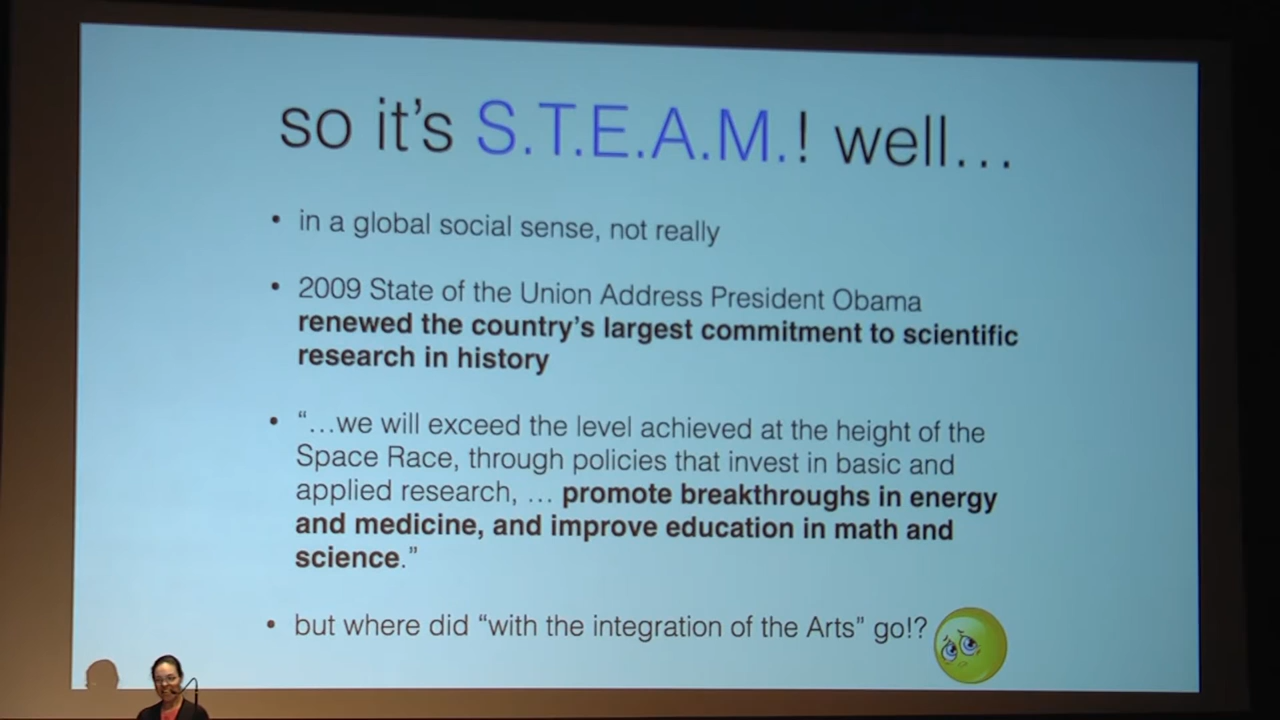 so it's S.T.E.A.M.! well...
• in a global social sense, not really
• 2009 State of the Union Address President Obama
renewed the country's largest commitment to scientific
research in history
• “...we will exceed the level achieved at the height of the
Space Race, through policies that invest in basic and
applied research, ... promote breakthroughs in energy
and medicine, and improve education in math and
science.”
• but where did “with the integration of the Arts” go!?